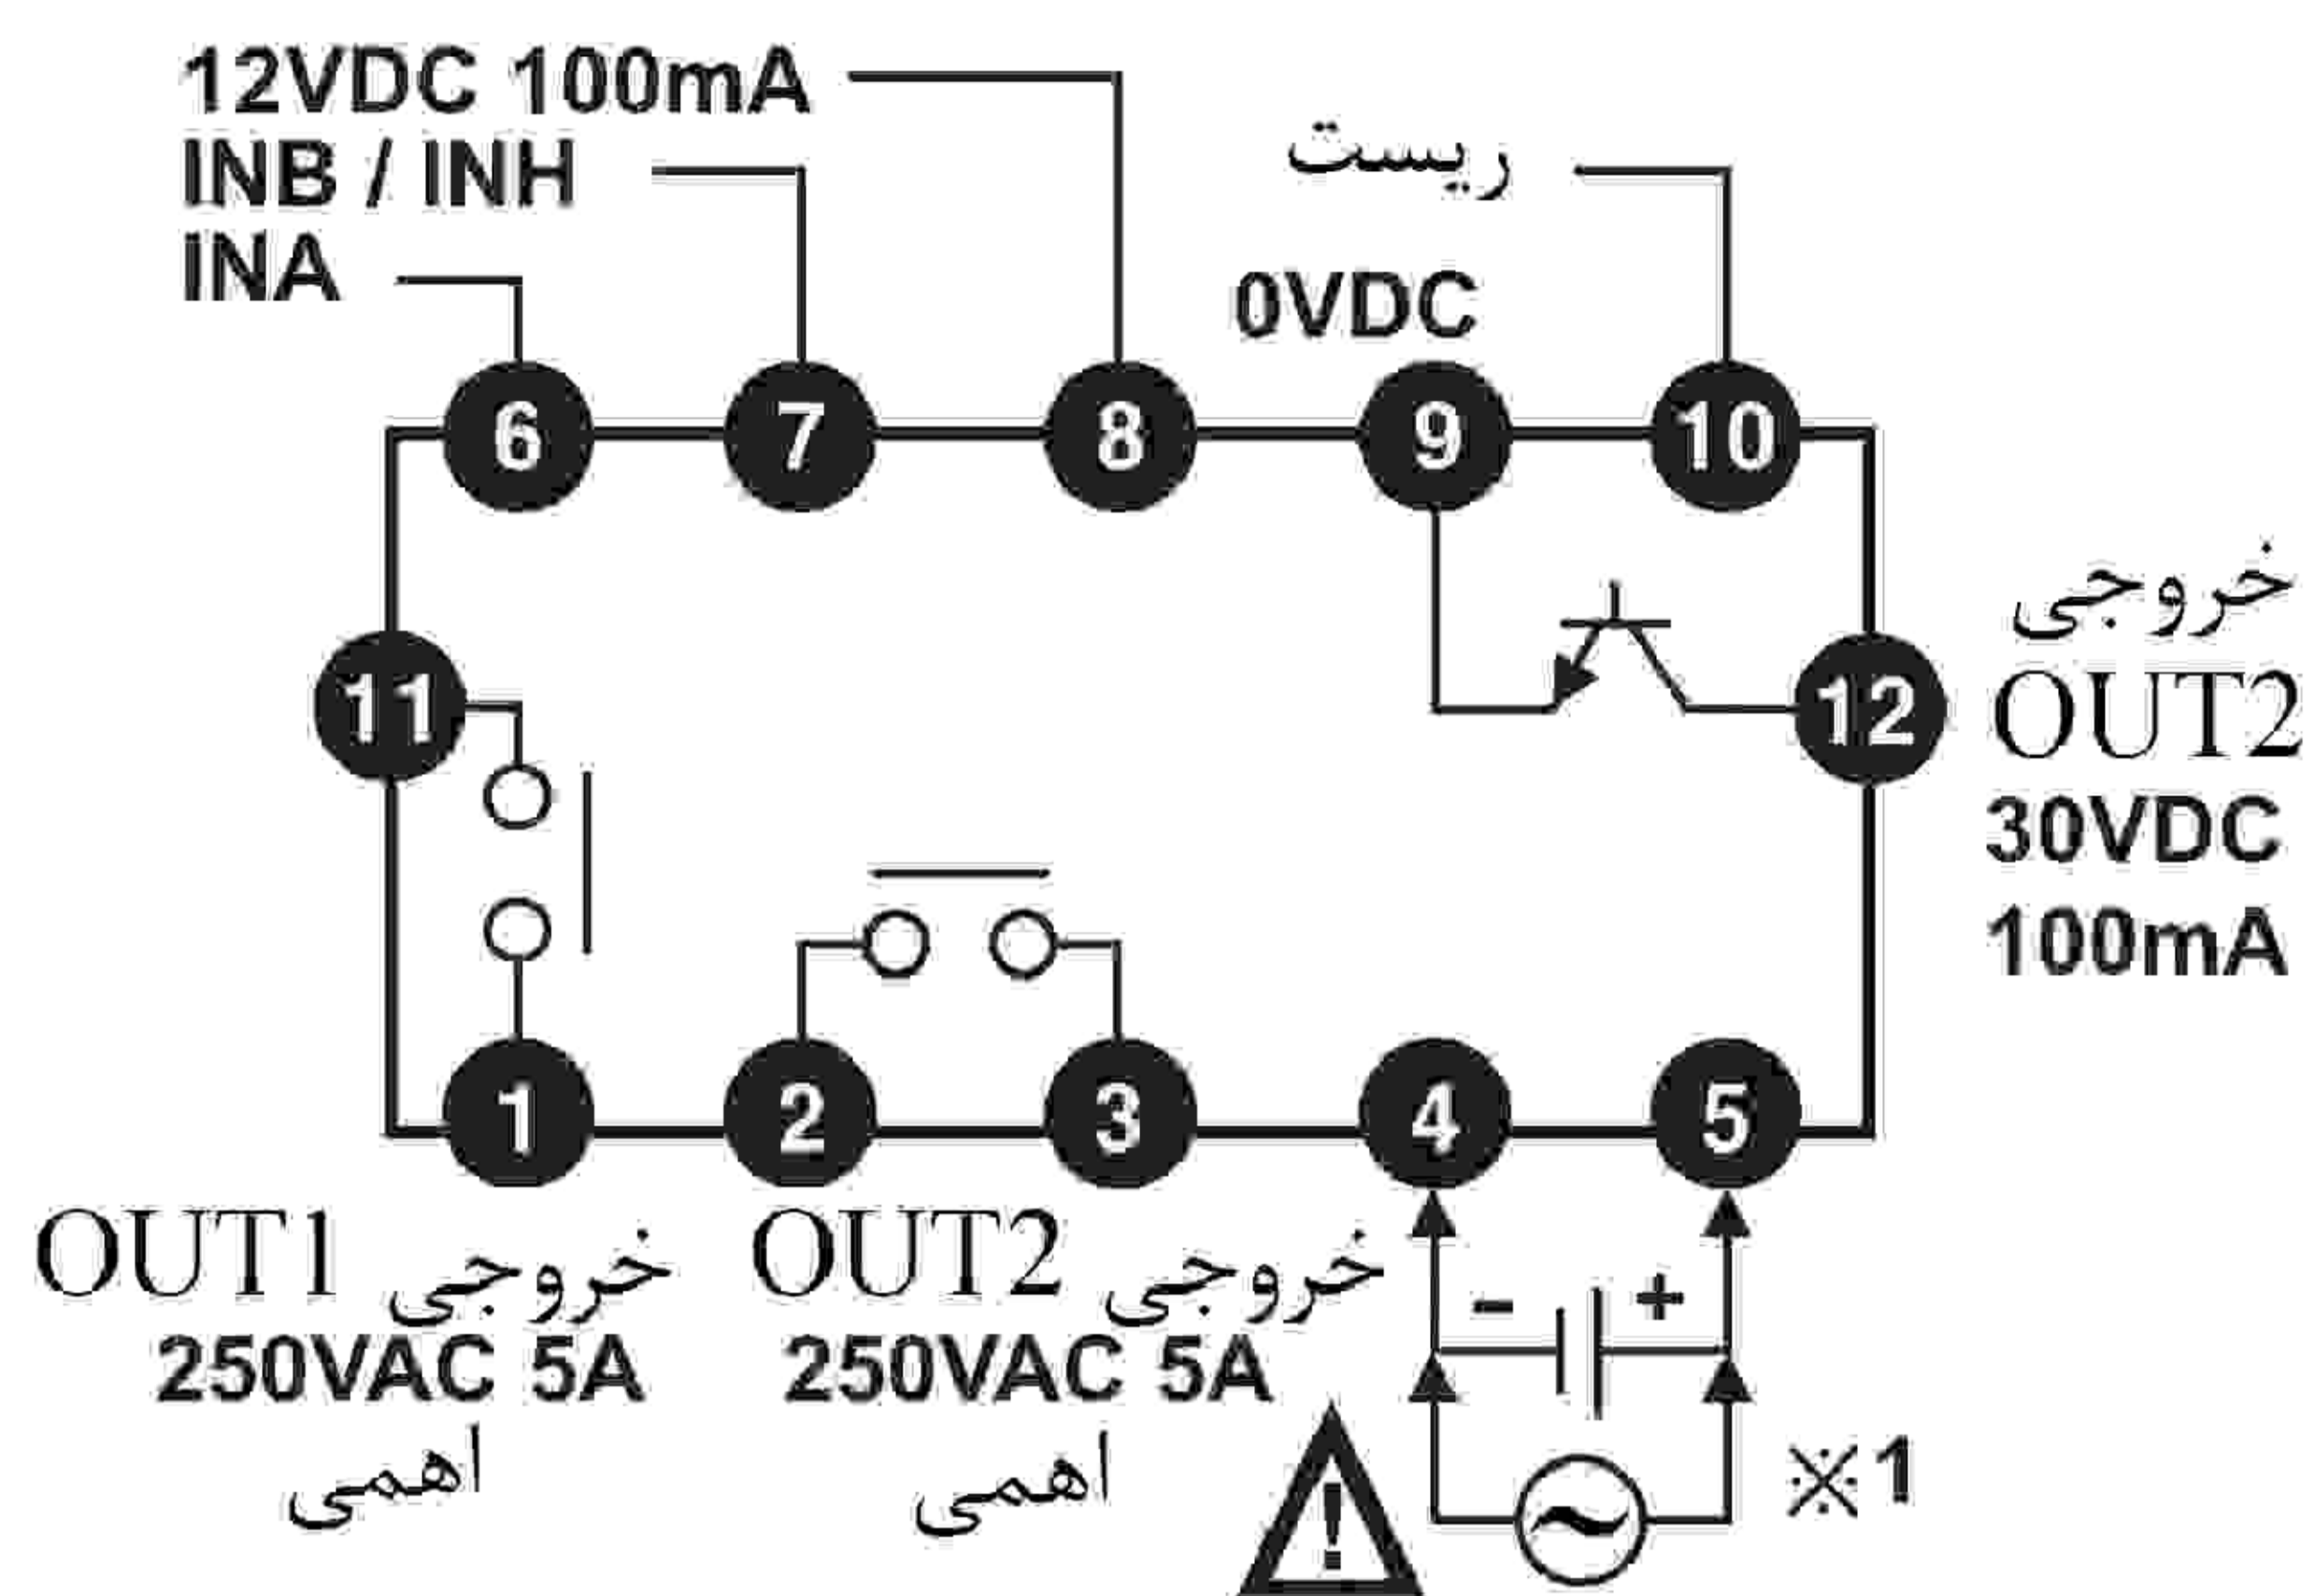 12VDC 100mA
INB / INH
INA
ریست
0VDC
6
7
8
9
10
11
12
خروجی
OUT2
30VDC
100mA
1
2
3
4
5
OUT1 خروجی
250VAC 5A
اهمی
OUT2 خروجی
250VAC 5A
اهمی
- +
!
※1